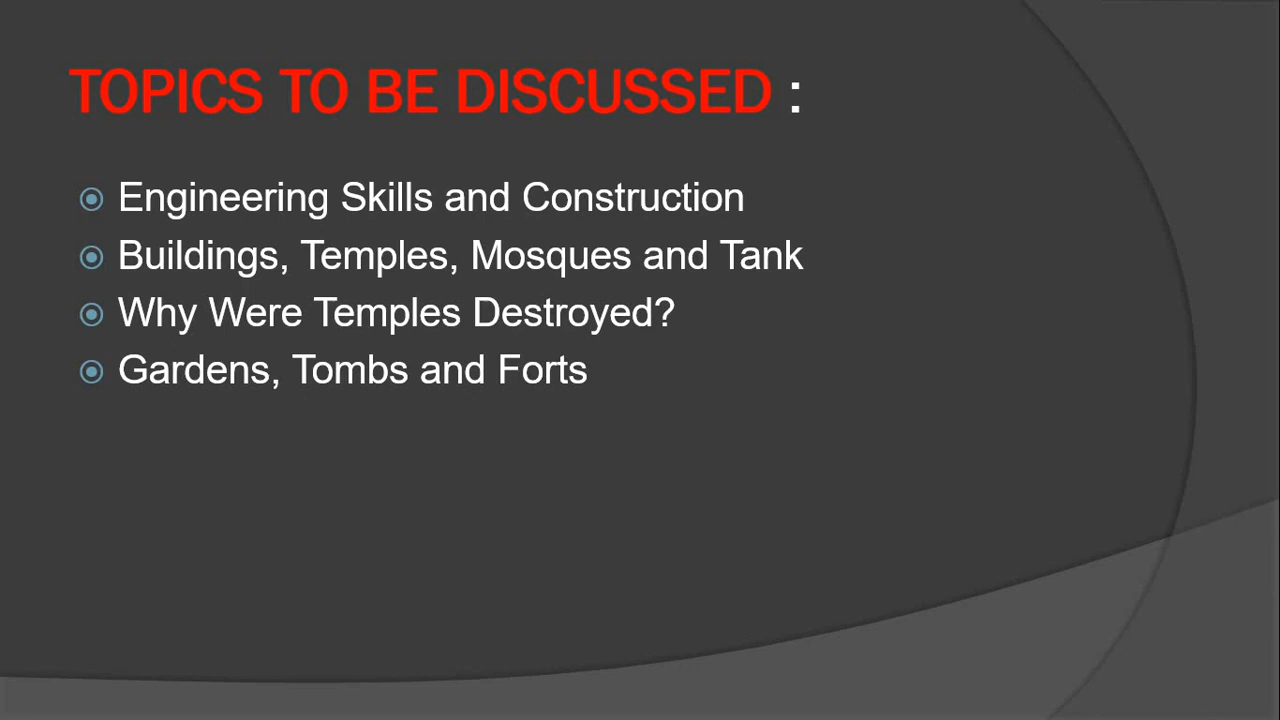 TOPICS TO BE DISCUSSED :
Engineering Skills and Construction
Buildings, Temples, Mosques and Tank
Why Were Temples Destroyed?
Gardens, Tombs and Forts